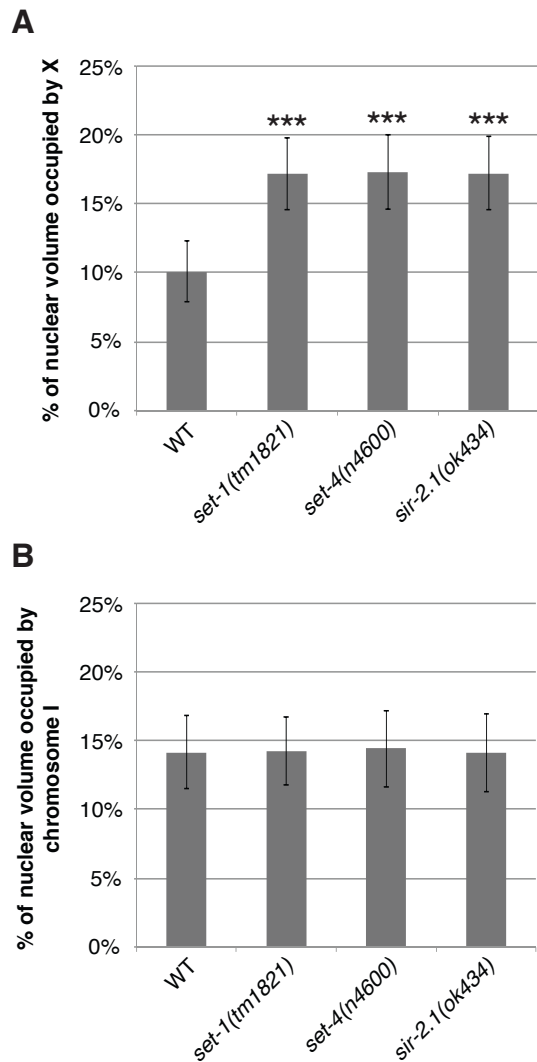 A
% of nuclear volume occupied by X
25%
20%
15%
10%
5%
0%
***
***
***
WT
set-1(tm1821)
set-4(n4600)
sir-2.1(ok434)
B
% of nuclear volume occupied by
chromosome I
25%
20%
15%
10%
5%
0%
WT
set-1(tm1821)
set-4(n4600)
sir-2.1(ok434)